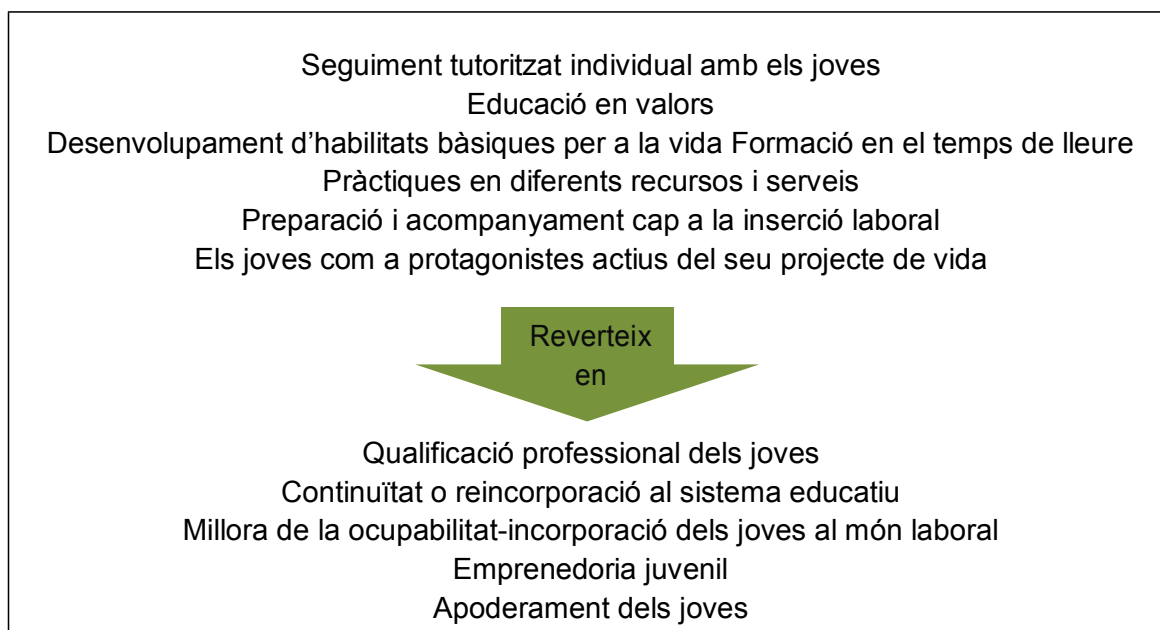 Seguiment tutoritzat individual amb els joves
Educació en valors
Desenvolupament d’habilitats bàsiques per a la vida Formació en el temps de lleure
Pràctiques en diferents recursos i serveis
Preparació i acompanyament cap a la inserció laboral
Els joves com a protagonistes actius del seu projecte de vida
Reverteix
en
Qualificació professional dels joves
Continuïtat o reincorporació al sistema educatiu
Millora de la ocupabilitat-incorporació dels joves al món laboral
Emprenedoria juvenil
Apoderament dels joves